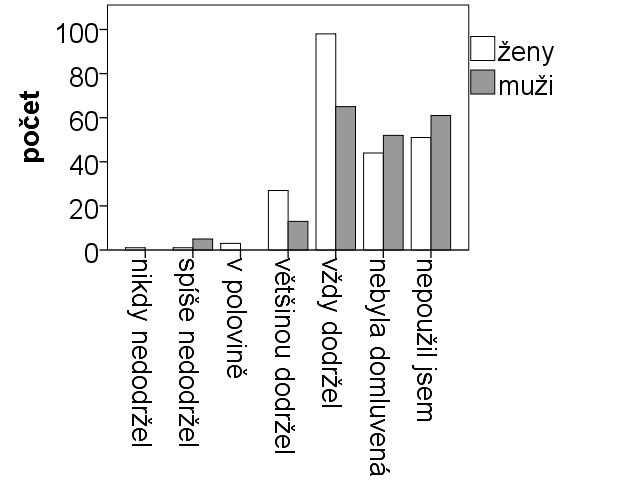 počet
100
80
60
40
20
0
ženy
muži
nikdy nedodržel
spíše nedodržel
v polovině
většinou dodržel
vždy dodržel
nebyla domluvená
nepoužil jsem